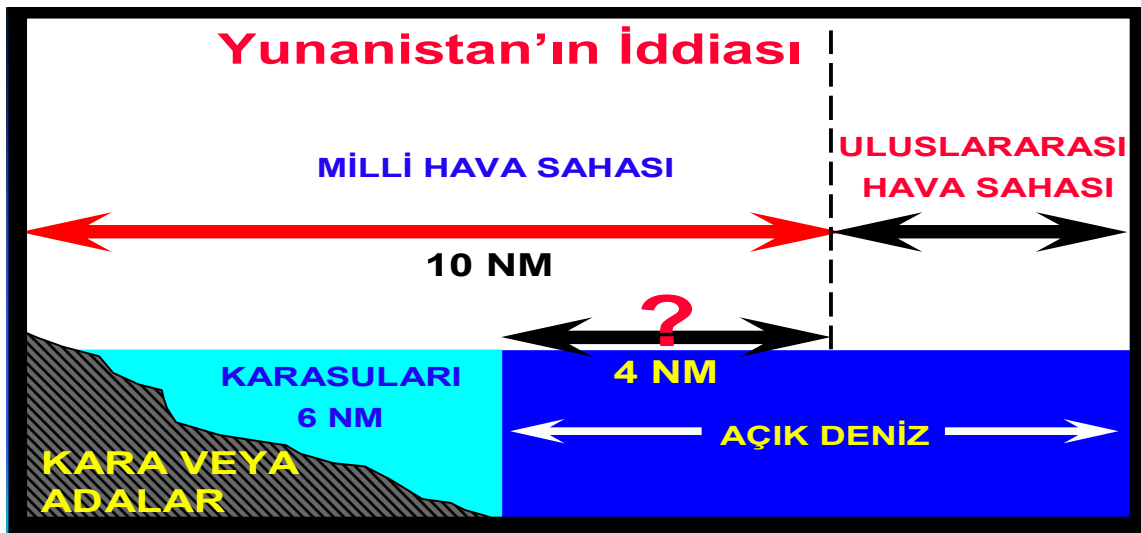 Yunanistan’ın İddiası
MİLLİ HAVA SAHASI
ULUSLARARASI
HAVA SAHASI
10 NM
?
4 NM
KARASULARI
6 NM
AÇIK DENİZ
KARA VEYA
ADALAR